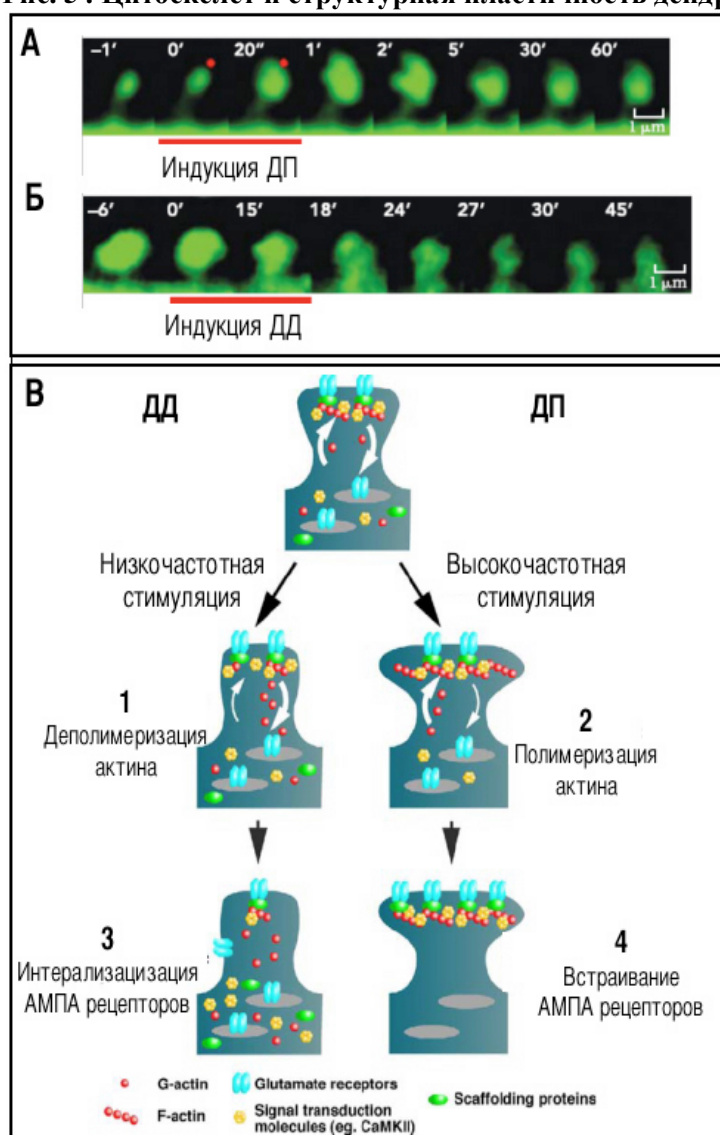 Рис. 5 . Цитоскелет и структурная пластичность
А
–1′ 0′ 20″ 1′ 2′ 5′ 30′ 60′
1 μm
Индукция ДП
Б
–6′ 0′ 15′ 18′ 24′ 27′ 30′ 45′
1 μm
Индукция ДД
В
ДД
ДП
Низкочастотная
стимуляция
Высокочастотная
стимуляция
1
Деполимеризация
актина
2
Полимеризация
актина
3
Интерализацизация
АМПА рецепторов
4
Встраивание
АМПА рецепторов
G-actin
Glutamate receptors
Scaffolding proteins
F-actin
Signal transduction
molecules (eg. CaMKII)